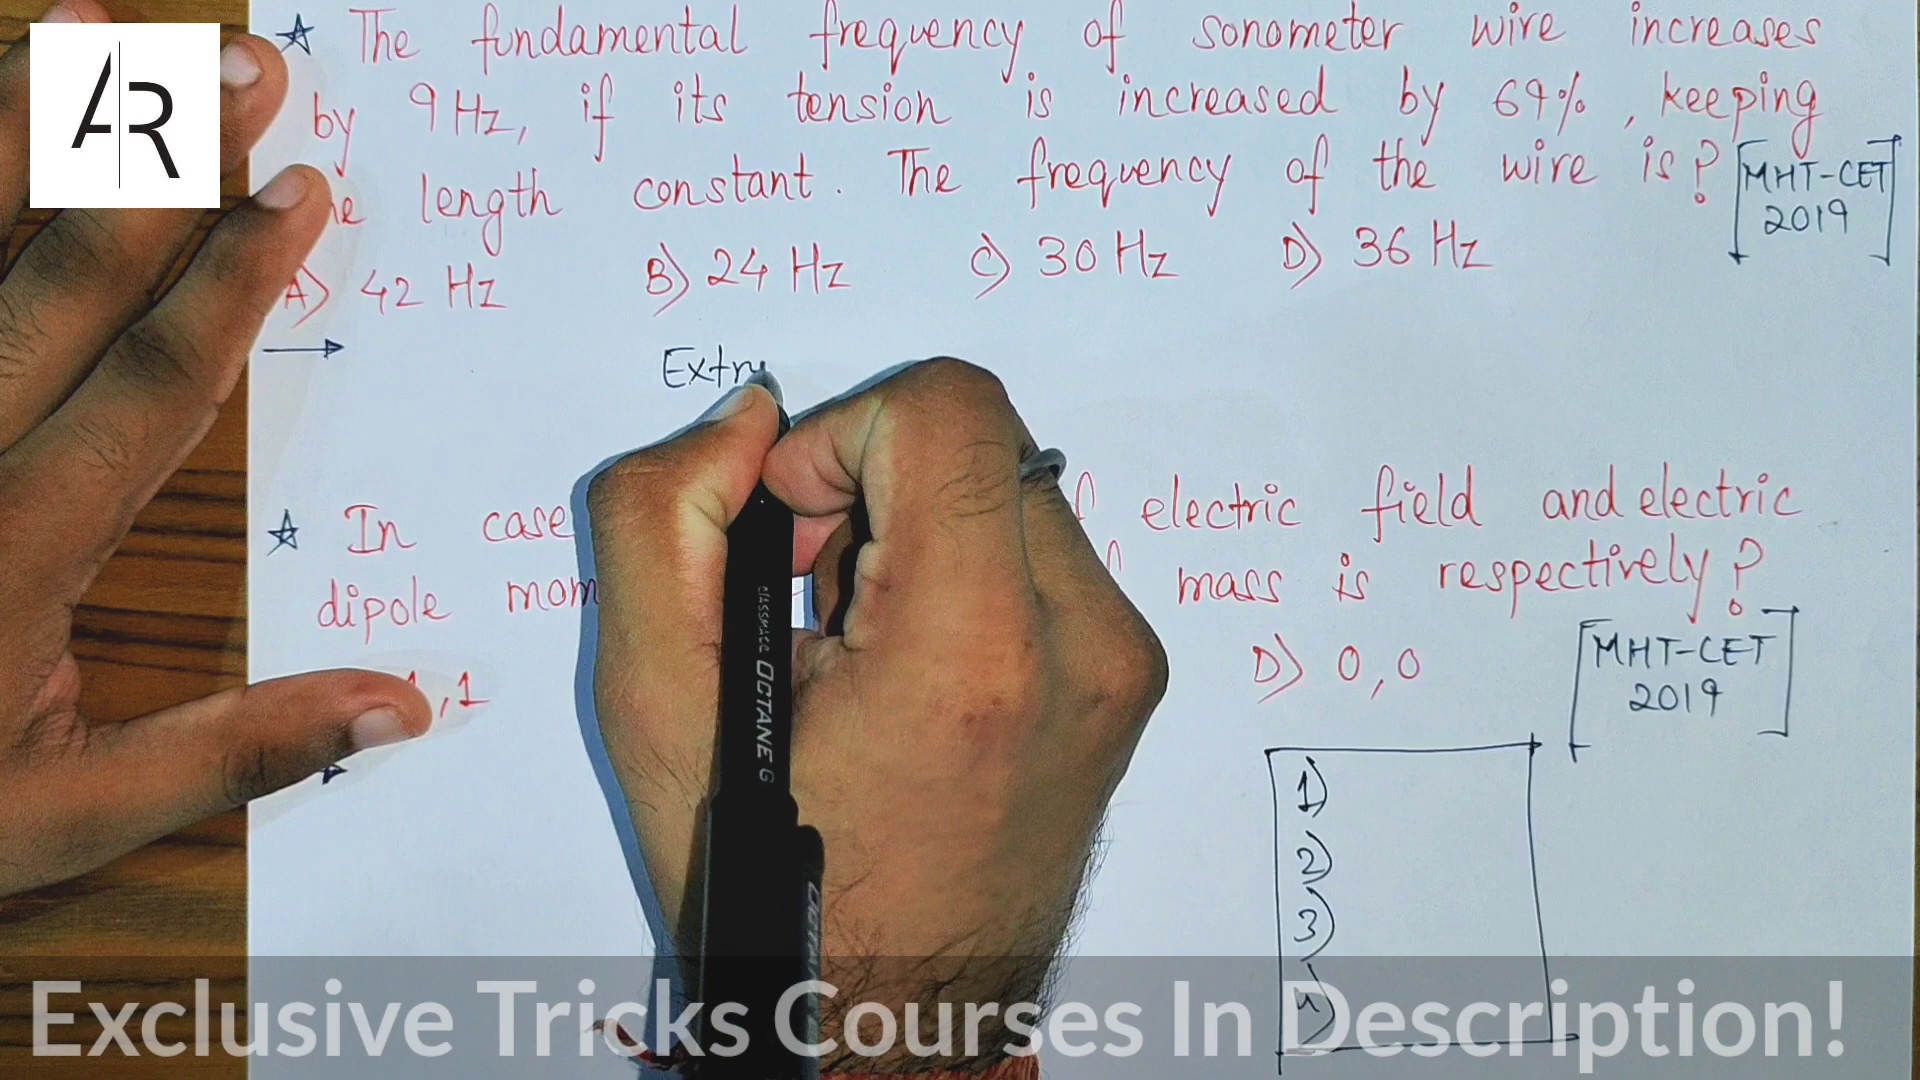 AR
☆ The fundamental frequency of sonometer wire increases
by 9 Hz, if its tension is increased by 69%, keeping
he length constant. The frequency of the wire is?
[MHT-CET
2019]
A) 42 Hz B) 24 Hz C) 30 Hz D) 36 Hz
→ Extr
☆ In case f electric field and electric
dipole mom mass is respectively?
,1 D) 0,0
[MHT-CET
2019]
1)
2)
3)
4)
CLASSMATE OCTANE G
Exclusive Tricks Courses In Description!